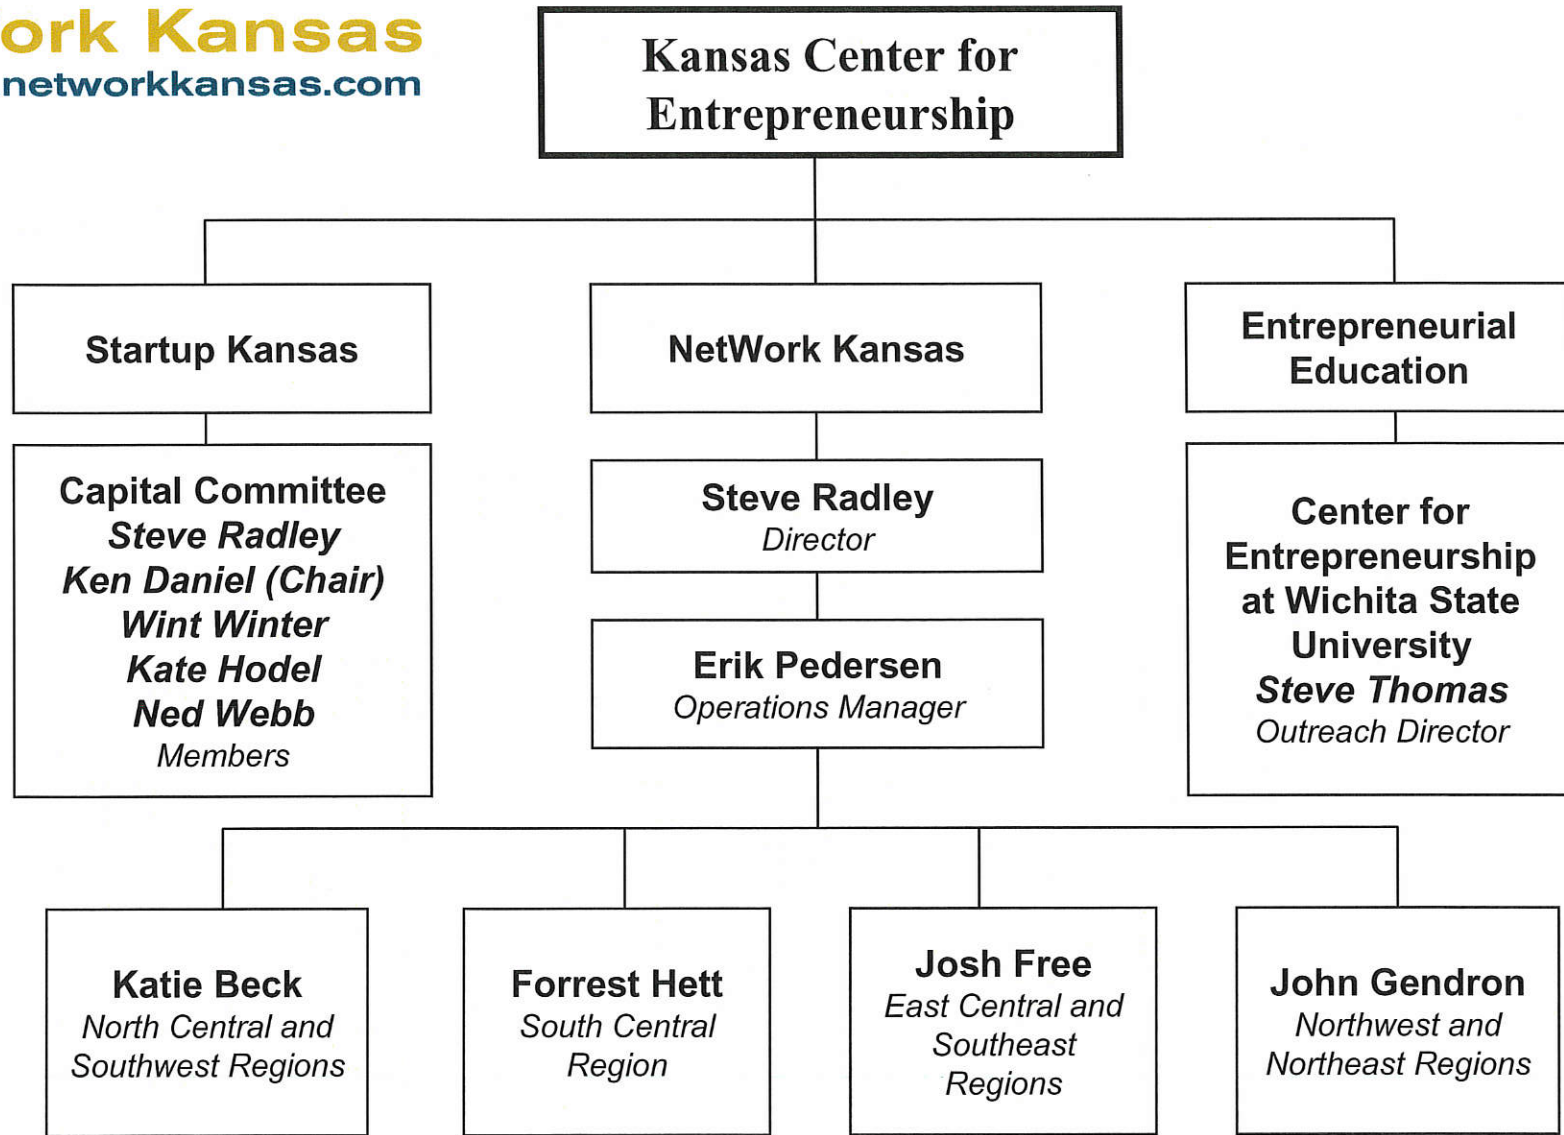 ork Kansas
networkkansas.com
Kansas Center for
Entrepreneurship
Startup Kansas
NetWork Kansas
Entrepreneurial
Education
Capital Committee
Steve Radley
Ken Daniel (Chair)
Wint Winter
Kate Hodel
Ned Webb
Members
Steve Radley
Director
Erik Pedersen
Operations Manager
Center for
Entrepreneurship
at Wichita State
University
Steve Thomas
Outreach Director
Katie Beck
North Central and
Southwest Regions
Forrest Hett
South Central
Region
Josh Free
East Central and
Southeast
Regions
John Gendron
Northwest and
Northeast Regions